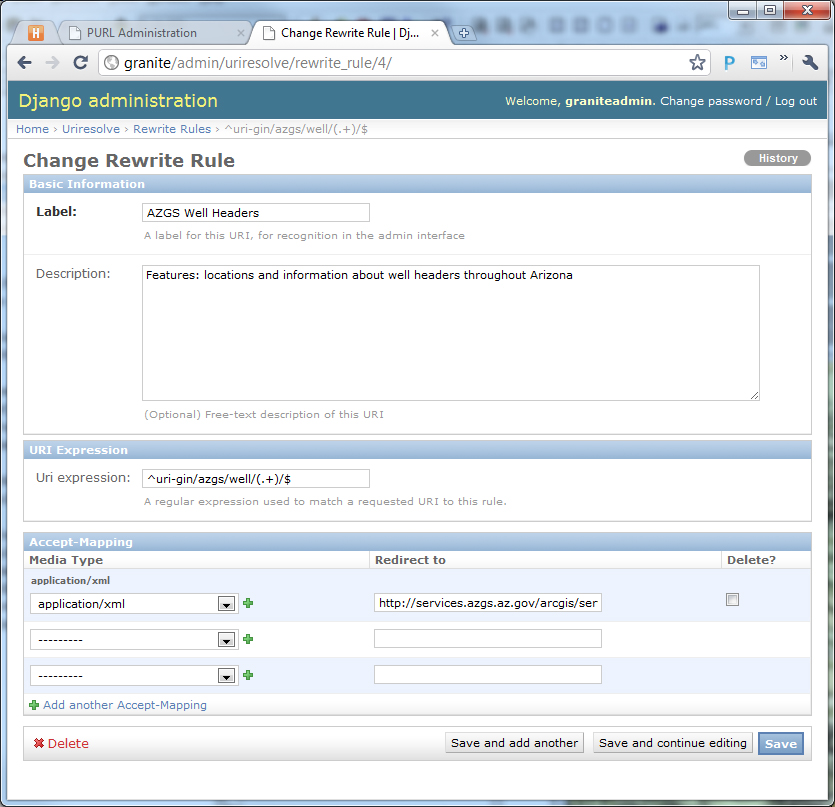 H PURL Administration Change Rewrite Rule | Dj...
granite/admin/uriresolve/rewrite_rule/4/ P »
Django administration Welcome, graniteadmin. Change password / Log out
Home › Uriresolve › Rewrite Rules › ^uri-gin/azgs/well/(.+)/$
Change Rewrite Rule History
Basic Information
Label: AZGS Well Headers
A label for this URI, for recognition in the admin interface
Description: Features: locations and information about well headers throughout Arizona
(Optional) Free-text description of this URI
URI Expression
Uri expression: ^uri-gin/azgs/well/(.+)/$
A regular expression used to match a requested URI to this rule.
Accept-Mapping
Media Type Redirect to Delete?
application/xml
application/xml http://services.azgs.az.gov/arcgis/ser
---------
---------
Add another Accept-Mapping
Delete Save and add another Save and continue editing Save